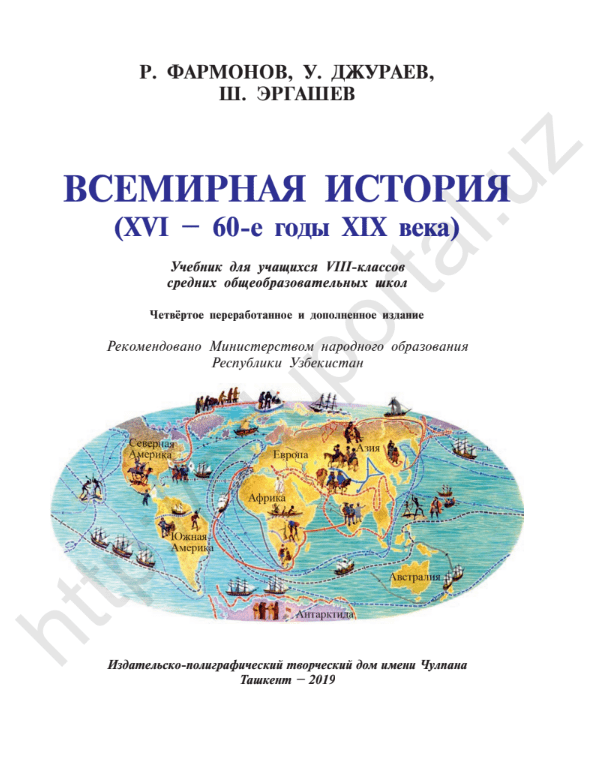 Р. ФАРМОНОВ, У. ДЖУРАЕВ,
Ш. ЭРГАШЕВ
ВСЕМИРНАЯ ИСТОРИЯ
(XVI – 60-е годы XIX века)
Учебник для учащихся VIII-классов
средних общеобразовательных школ
Четвёртое переработанное и дополненное издание
Рекомендовано Министерством народного образования
Республики Узбекистан
Северная
Америка
Европа
Азия
Африка
Южная
Америка
Австралия
Антарктида
Издательско-полиграфический творческий дом имени Чулпана
Ташкент – 2019